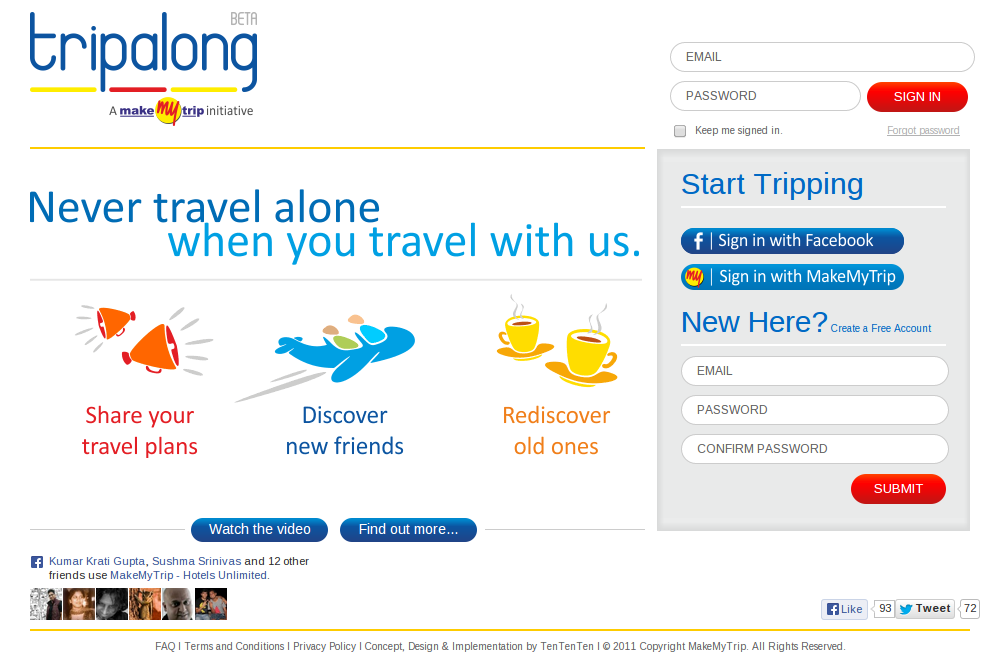 BETA
tripalong
A make my trip initiative
EMAIL
PASSWORD
SIGN IN
Keep me signed in.
Forgot password
Never travel alone
when you travel with us.
Share your
travel plans
Discover
new friends
Rediscover
old ones
Watch the video
Find out more...
Start Tripping
f | Sign in with Facebook
my | Sign in with MakeMyTrip
New Here? Create a Free Account
EMAIL
PASSWORD
CONFIRM PASSWORD
SUBMIT
Kumar Krati Gupta, Sushma Srinivas and 12 other
friends use MakeMyTrip - Hotels Unlimited.
Like 93 Tweet 72
FAQ I Terms and Conditions I Privacy Policy I Concept, Design & Implementation by TenTenTen I © 2011 Copyright MakeMyTrip. All Rights Reserved.